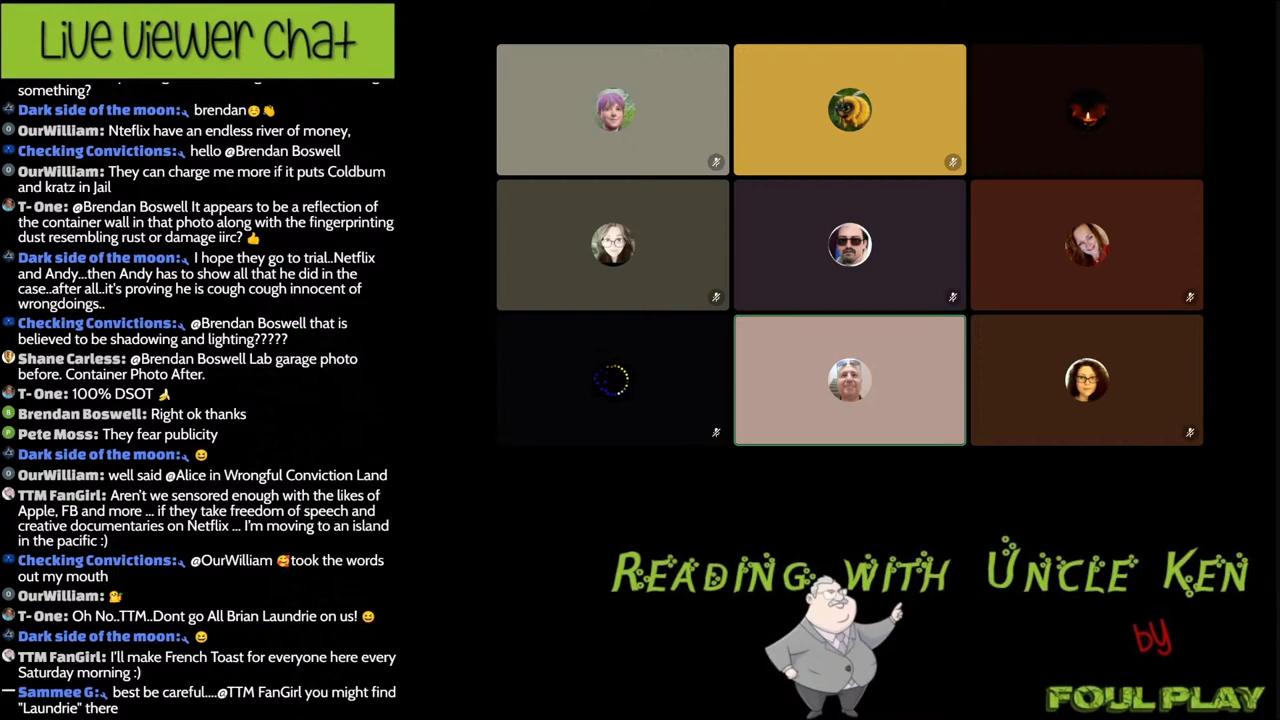 Live viewer chat
something?
Dark side of the moon: brendan☺️👏
OurWilliam: Nteflix have an endless river of money,
Checking Convictions: hello @Brendan Boswell
OurWilliam: They can charge me more if it puts Coldbum
and kratz in Jail
T- One: @Brendan Boswell It appears to be a reflection of
the container wall in that photo along with the fingerprinting
dust resembling rust or damage iirc? 👍
Dark side of the moon: I hope they go to trial..Netflix
and Andy...then Andy has to show all that he did in the
case..after all..it's proving he is cough cough innocent of
wrongdoings..
Checking Convictions: @Brendan Boswell that is
believed to be shadowing and lighting?????
Shane Carless: @Brendan Boswell Lab garage photo
before. Container Photo After.
T- One: 100% DSOT 🍌
Brendan Boswell: Right ok thanks
Pete Moss: They fear publicity
Dark side of the moon: 😆
OurWilliam: well said @Alice in Wrongful Conviction Land
TTM FanGirl: Aren't we sensored enough with the likes of
Apple, FB and more ... if they take freedom of speech and
creative documentaries on Netflix ... I'm moving to an island
in the pacific :)
Checking Convictions: @OurWilliam 🥰took the words
out my mouth
OurWilliam: 💁
T- One: Oh No..TTM..Dont go All Brian Laundrie on us! 😆
Dark side of the moon: 😆
TTM FanGirl: I'll make French Toast for everyone here every
Saturday morning :)
Sammee G: best be careful....@TTM FanGirl you might find
"Laundrie" there
Reading with Uncle Ken
by
FOUL PLAY